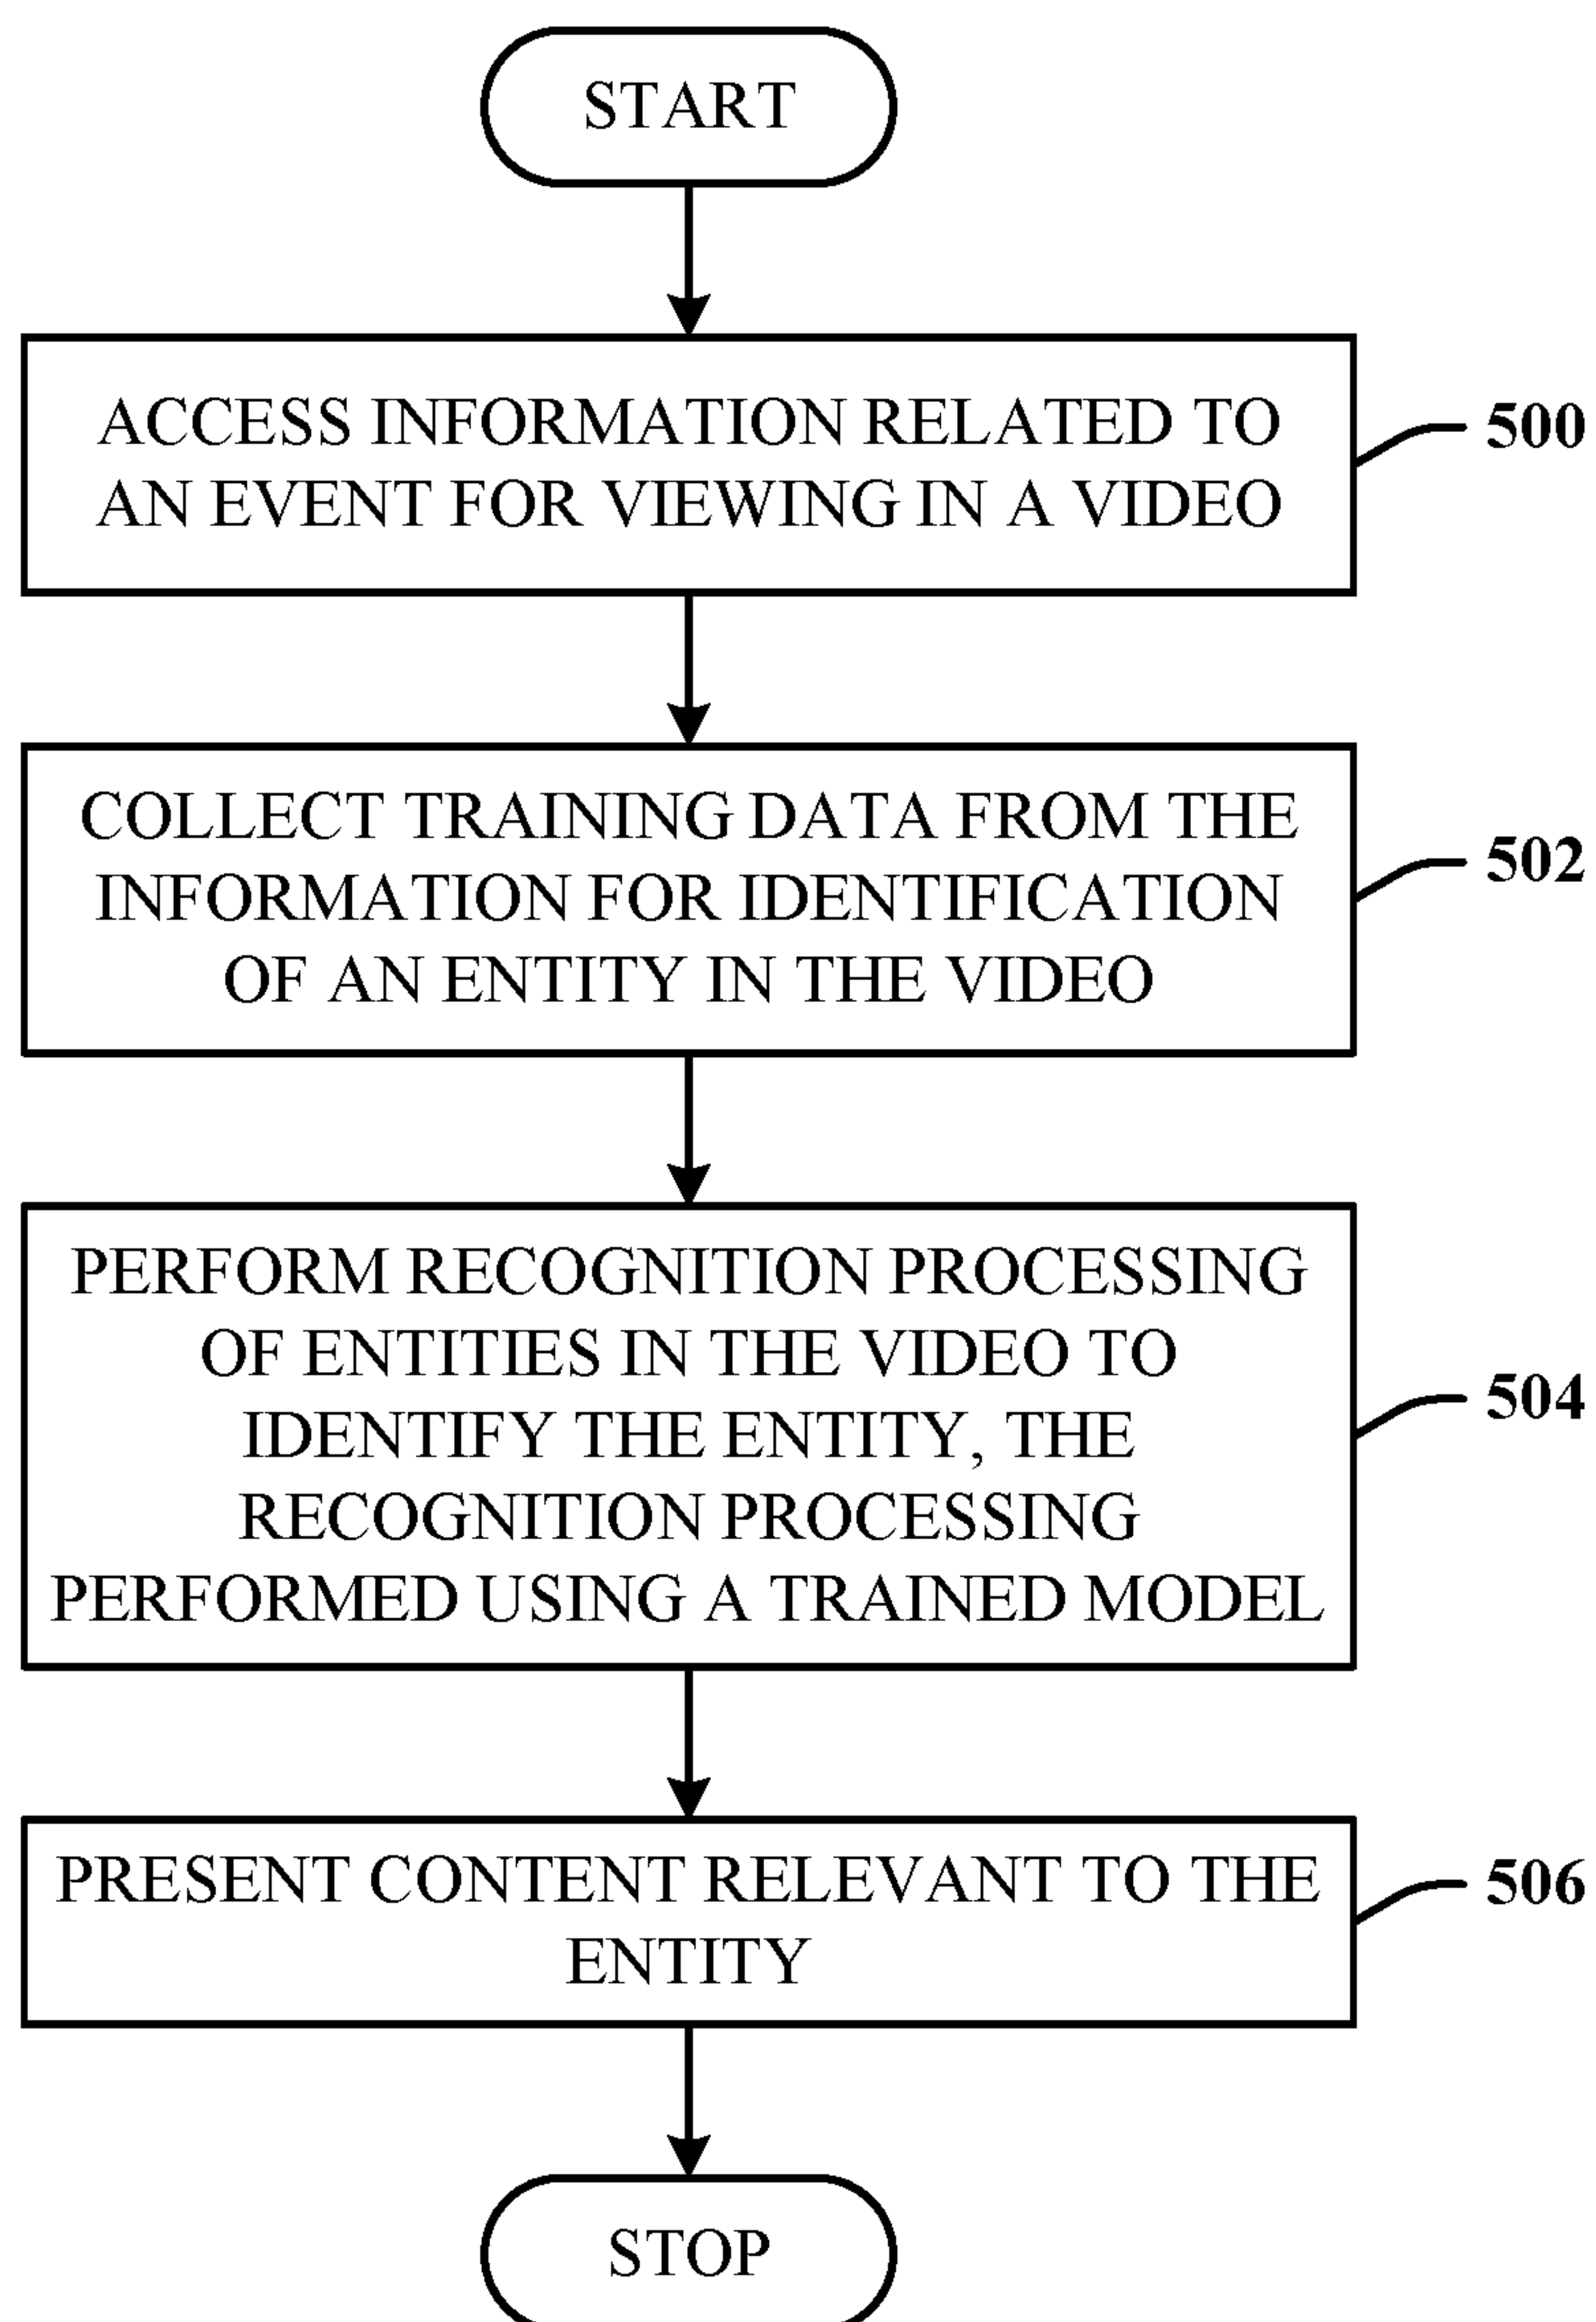 START
ACCESS INFORMATION RELATED TO
AN EVENT FOR VIEWING IN A VIDEO
500
COLLECT TRAINING DATA FROM THE
INFORMATION FOR IDENTIFICATION
OF AN ENTITY IN THE VIDEO
502
PERFORM RECOGNITION PROCESSING
OF ENTITIES IN THE VIDEO TO
IDENTIFY THE ENTITY, THE
RECOGNITION PROCESSING
PERFORMED USING A TRAINED MODEL
504
PRESENT CONTENT RELEVANT TO THE
ENTITY
506
STOP